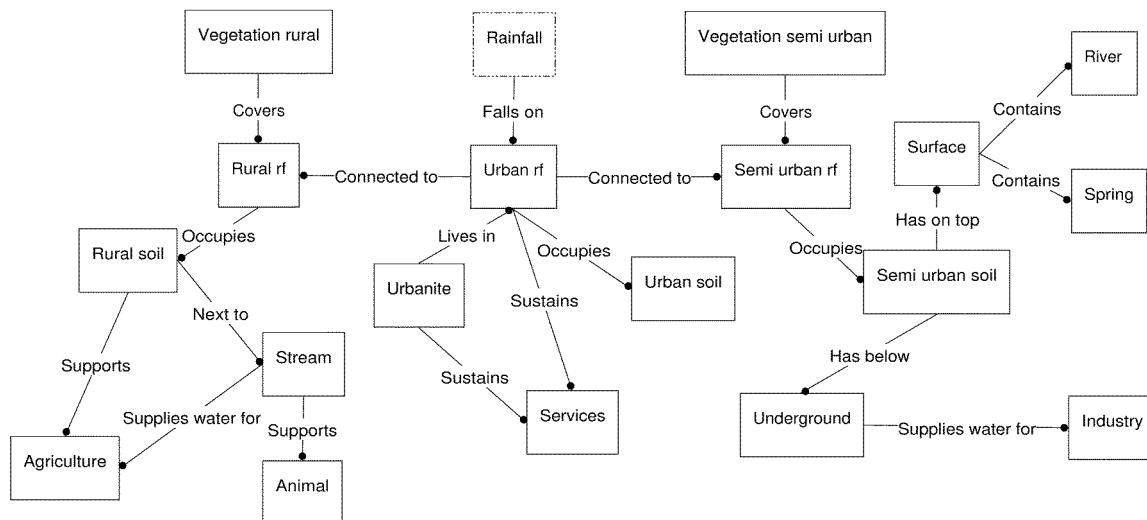 Vegetation rural
Rainfall
Vegetation semi urban
River
Covers
Falls on
Covers
Contains
Surface
Rural rf
Connected to
Urban rf
Connected to
Semi urban rf
Contains
Spring
Has on top
Occupies
Lives in
Occupies
Occupies
Rural soil
Urbanite
Urban soil
Semi urban soil
Next to
Sustains
Has below
Supports
Stream
Sustains
Supplies water for
Supports
Services
Underground
Supplies water for
Industry
Agriculture
Animal